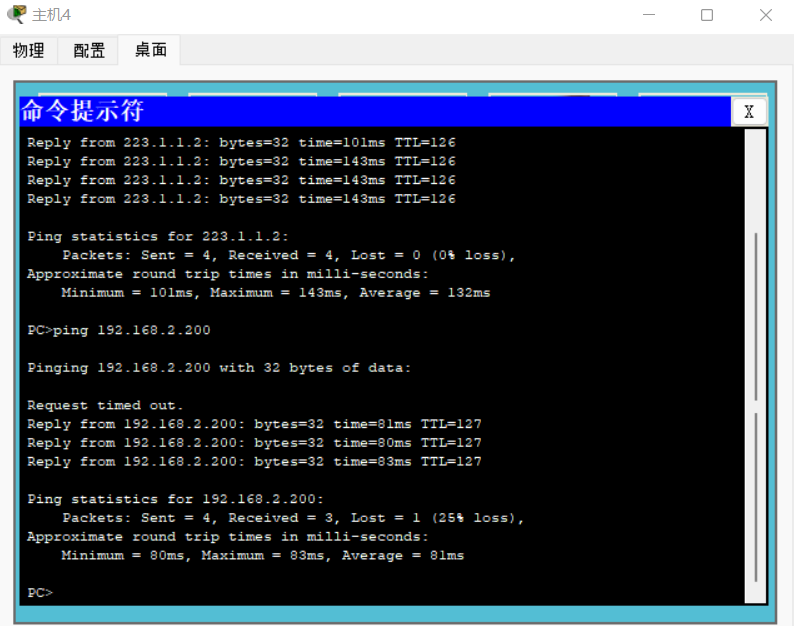 主机4
物理 配置 桌面
命令提示符 X
Reply from 223.1.1.2: bytes=32 time=101ms TTL=126
Reply from 223.1.1.2: bytes=32 time=143ms TTL=126
Reply from 223.1.1.2: bytes=32 time=143ms TTL=126
Reply from 223.1.1.2: bytes=32 time=143ms TTL=126
Ping statistics for 223.1.1.2:
Packets: Sent = 4, Received = 4, Lost = 0 (0% loss),
Approximate round trip times in milli-seconds:
Minimum = 101ms, Maximum = 143ms, Average = 132ms
PC>ping 192.168.2.200
Pinging 192.168.2.200 with 32 bytes of data:
Request timed out.
Reply from 192.168.2.200: bytes=32 time=81ms TTL=127
Reply from 192.168.2.200: bytes=32 time=80ms TTL=127
Reply from 192.168.2.200: bytes=32 time=83ms TTL=127
Ping statistics for 192.168.2.200:
Packets: Sent = 4, Received = 3, Lost = 1 (25% loss),
Approximate round trip times in milli-seconds:
Minimum = 80ms, Maximum = 83ms, Average = 81ms
PC>